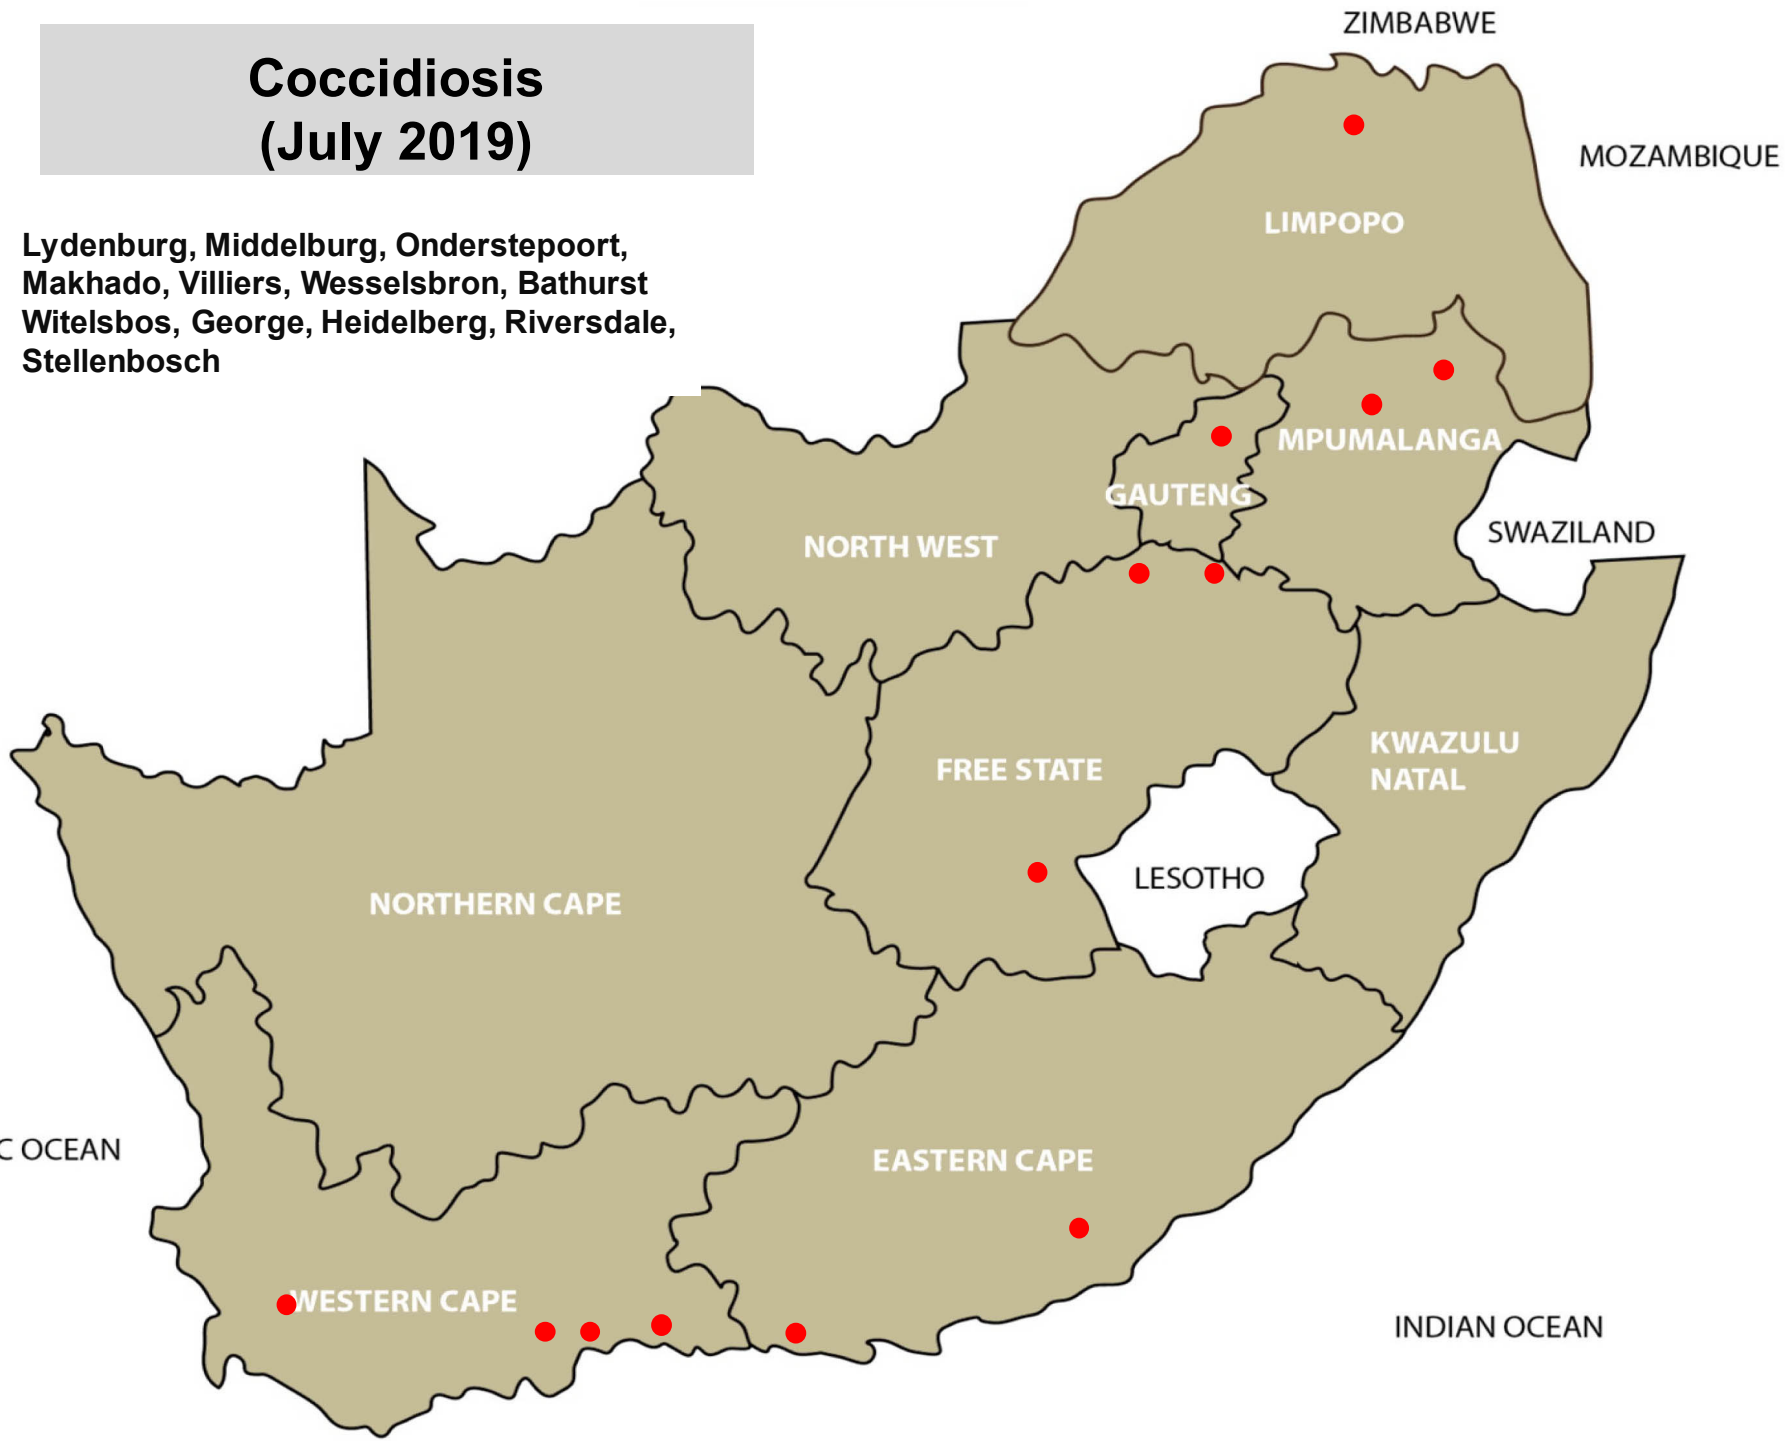 Coccidiosis
(July 2019)
Lydenburg, Middelburg, Onderstepoort,
Makhado, Villiers, Wesselsbron, Bathurst
Witelsbos, George, Heidelberg, Riversdale,
Stellenbosch
ZIMBABWE
MOZAMBIQUE
LIMPOPO
MPUMALANGA
GAUTENG
SWAZILAND
NORTH WEST
KWAZULU
NATAL
FREE STATE
LESOTHO
NORTHERN CAPE
C OCEAN
EASTERN CAPE
WESTERN CAPE
INDIAN OCEAN